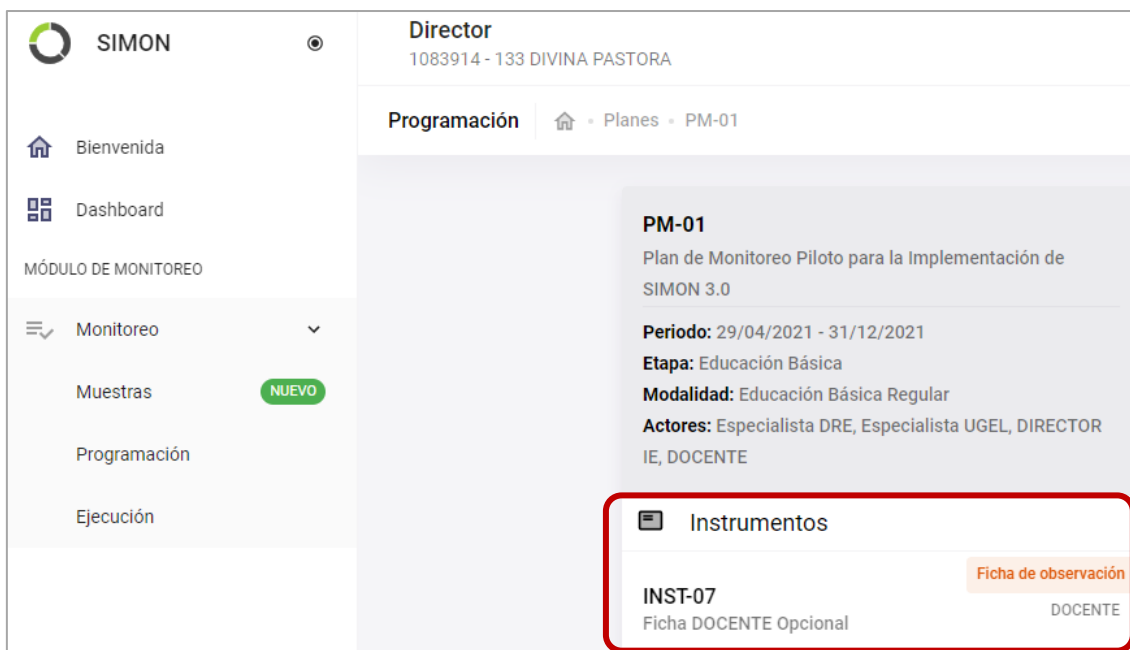 SIMON
Director
1083914 - 133 DIVINA PASTORA
Programación
Planes
PM-01
Bienvenida
Dashboard
MÓDULO DE MONITOREO
Monitoreo
Muestras
NUEVO
Programación
Ejecución
PM-01
Plan de Monitoreo Piloto para la Implementación de
SIMON 3.0
Periodo: 29/04/2021 - 31/12/2021
Etapa: Educación Básica
Modalidad: Educación Básica Regular
Actores: Especialista DRE, Especialista UGEL, DIRECTOR
IE, DOCENTE
Instrumentos
Ficha de observación
INST-07
DOCENTE
Ficha DOCENTE Opcional